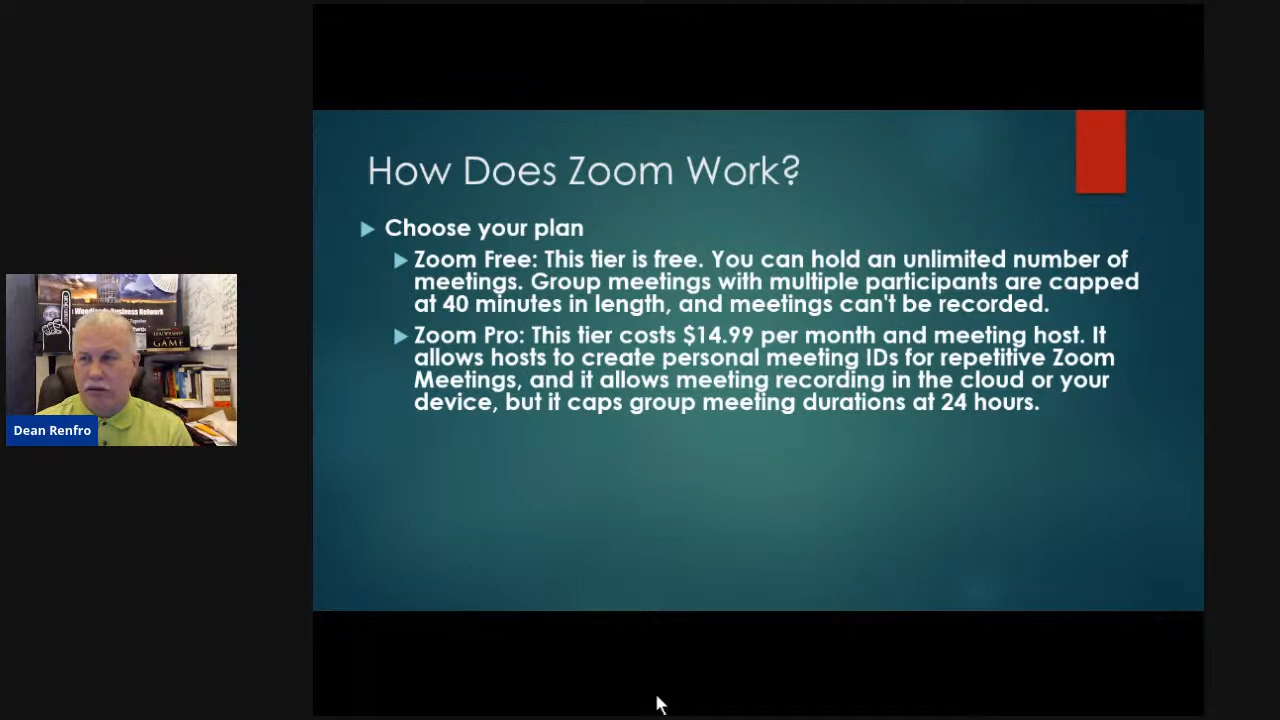 How Does Zoom Work?
Choose your plan
Zoom Free: This tier is free. You can hold an unlimited number of
meetings. Group meetings with multiple participants are capped
at 40 minutes in length, and meetings can't be recorded.
Zoom Pro: This tier costs $14.99 per month and meeting host. It
allows hosts to create personal meeting IDs for repetitive Zoom
Meetings, and it allows meeting recording in the cloud or your
device, but it caps group meeting durations at 24 hours.
Business Network
GAME
Dean Renfro